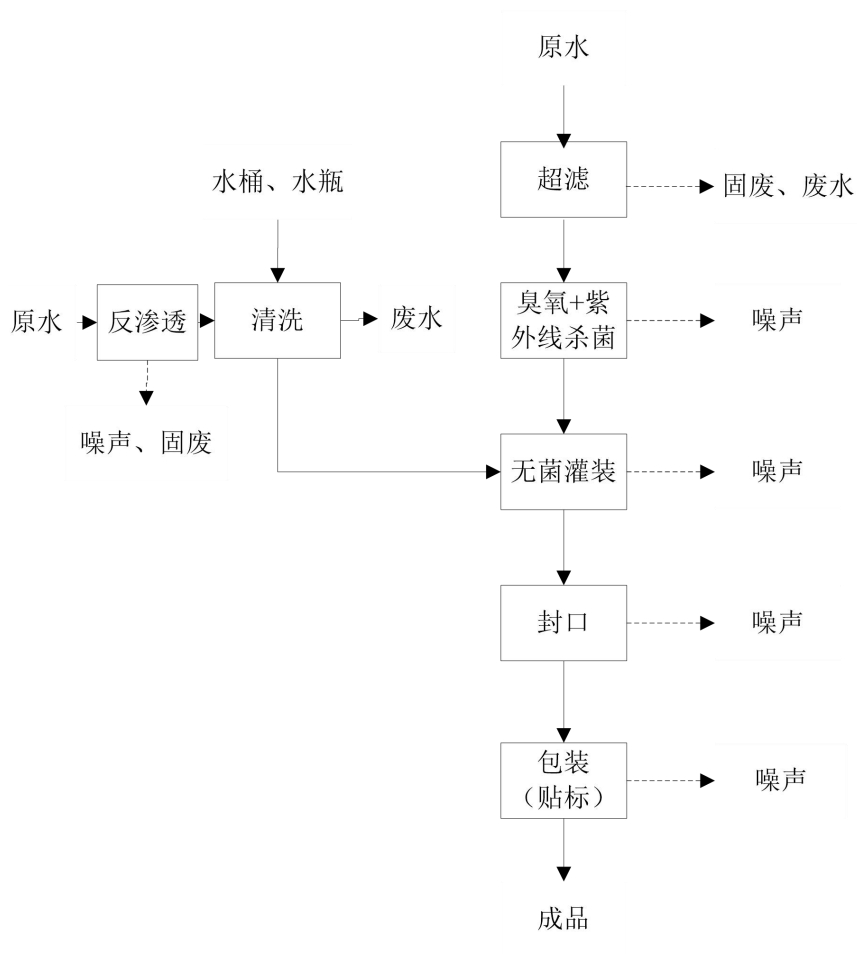 原水
超滤
固废、废水
水桶、水瓶
原水
反渗透
清洗
废水
臭氧+紫
外线杀菌
噪声
噪声、固废
无菌灌装
噪声
封口
噪声
包装
（贴标）
噪声
成品